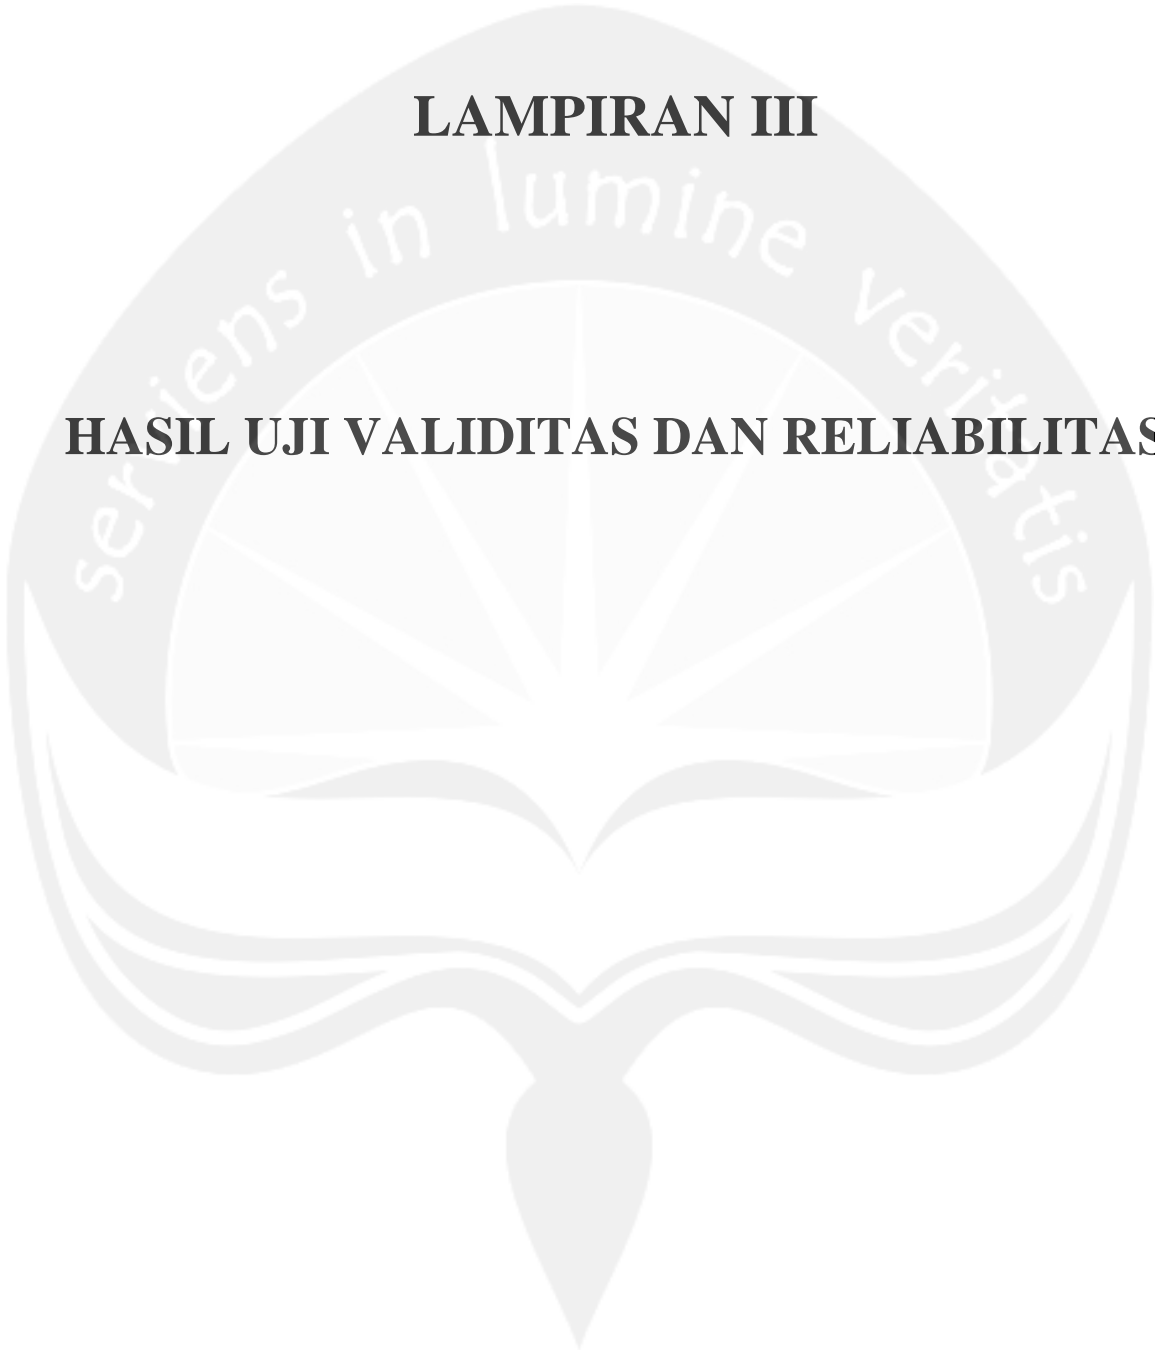 LAMPIRAN III
serviens in lumine veritatis
HASIL UJI VALIDITAS DAN RELIABILITAS